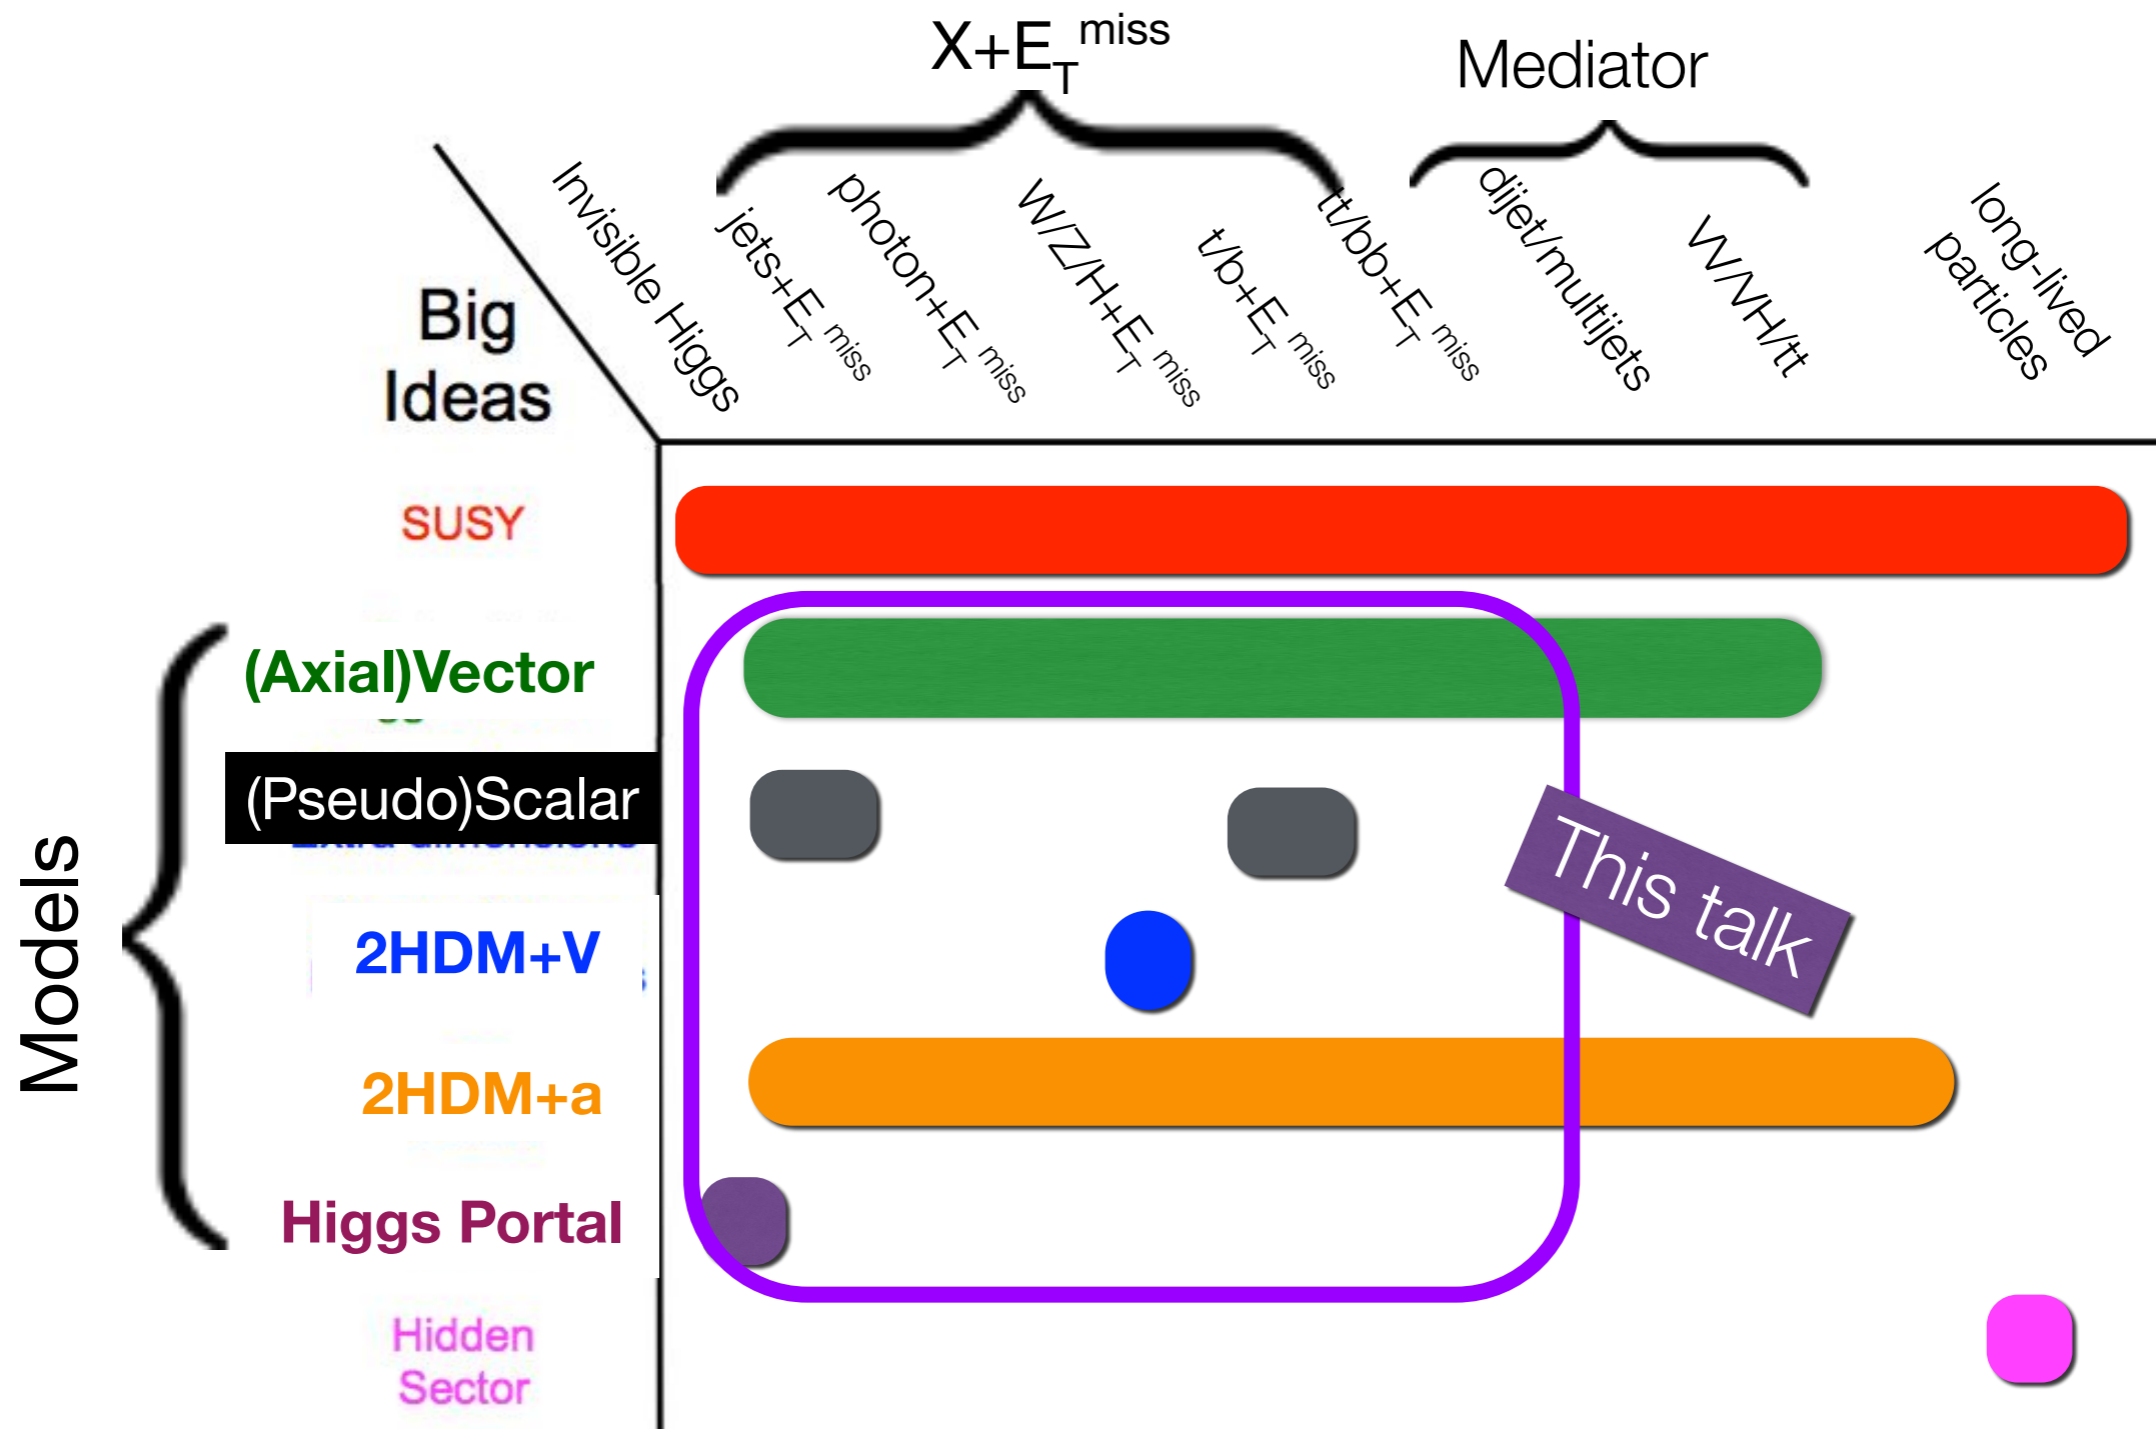 X+E_T^miss
Mediator
Invisible Higgs
jets+E_T^miss
photon+E_T^miss
W/Z/H+E_T^miss
t/b+E_T^miss
tt/bb+E_T^miss
dijet/multijets
VV/VH/tt
long-lived
particles
Big
Ideas
SUSY
Models
(Axial)Vector
(Pseudo)Scalar
2HDM+V
2HDM+a
Higgs Portal
Hidden
Sector
This talk